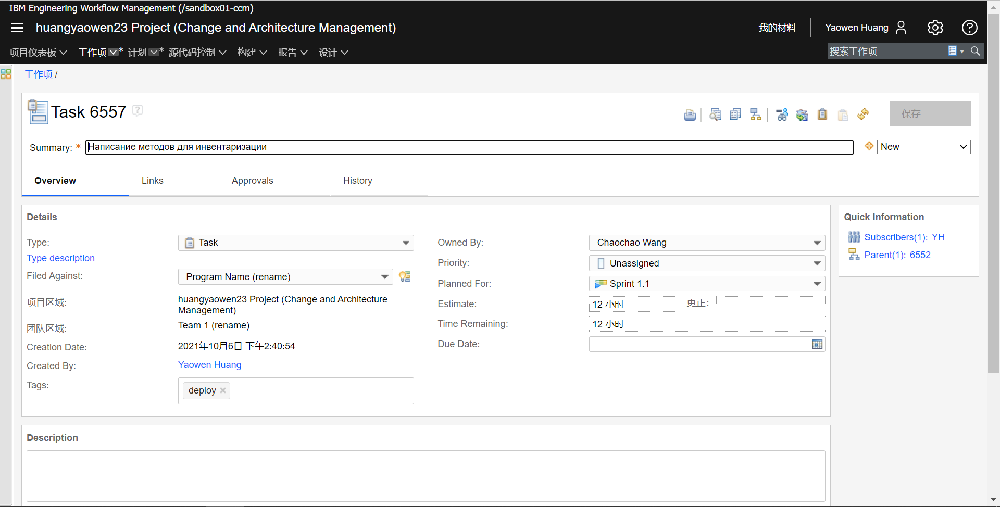 IBM Engineering Workflow Management (/sandbox01-ccm)
huangyaowen23 Project (Change and Architecture Management)
我的材料
Yaowen Huang
项目仪表板 工作项 * 计划 * 源代码控制 构建 报告 设计
搜索工作项
工作项 /
Task 6557
保存
Summary: * Написание методов для инвентаризации
New
Overview Links Approvals History
Details
Type: Task
Type description
Filed Against: Program Name (rename)
项目区域: huangyaowen23 Project (Change and Architecture
Management)
团队区域: Team 1 (rename)
Creation Date: 2021年10月6日 下午2:40:54
Created By: Yaowen Huang
Tags: deploy
Owned By: Chaochao Wang
Priority: Unassigned
Planned For: Sprint 1.1
Estimate: 12 小时 更正:
Time Remaining: 12 小时
Due Date:
Quick Information
Subscribers(1): YH
Parent(1): 6552
Description